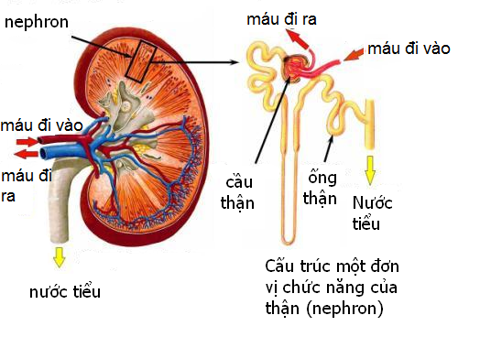 nephron
máu đi ra
máu đi vào
máu đi vào
máu đi
ra
cầu
thận
ống
thận
Nước
tiểu
nước tiểu
Cấu trúc một đơn
vị chức năng của
thận (nephron)